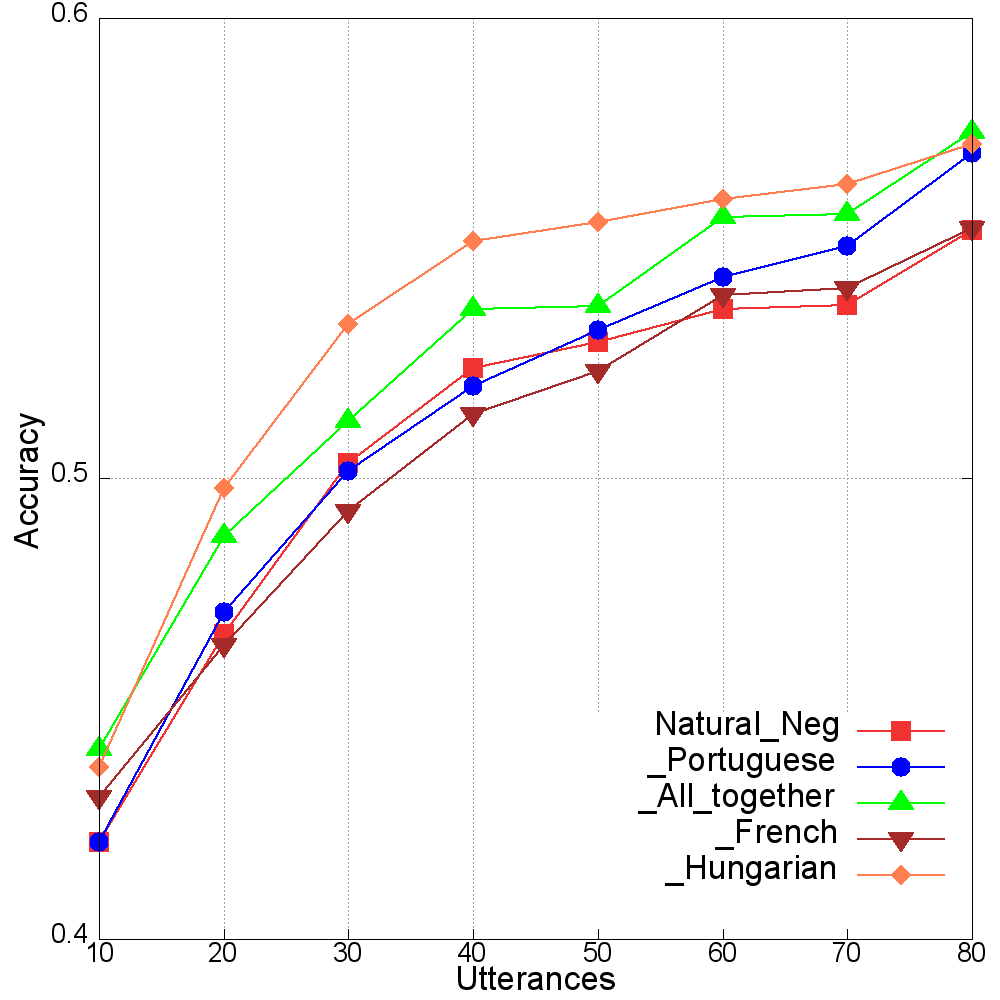 0.6
0.5
0.4
Accuracy
10 20 30 40 50 60 70 80
Utterances
Natural_Neg
_Portuguese
_All_together
_French
_Hungarian